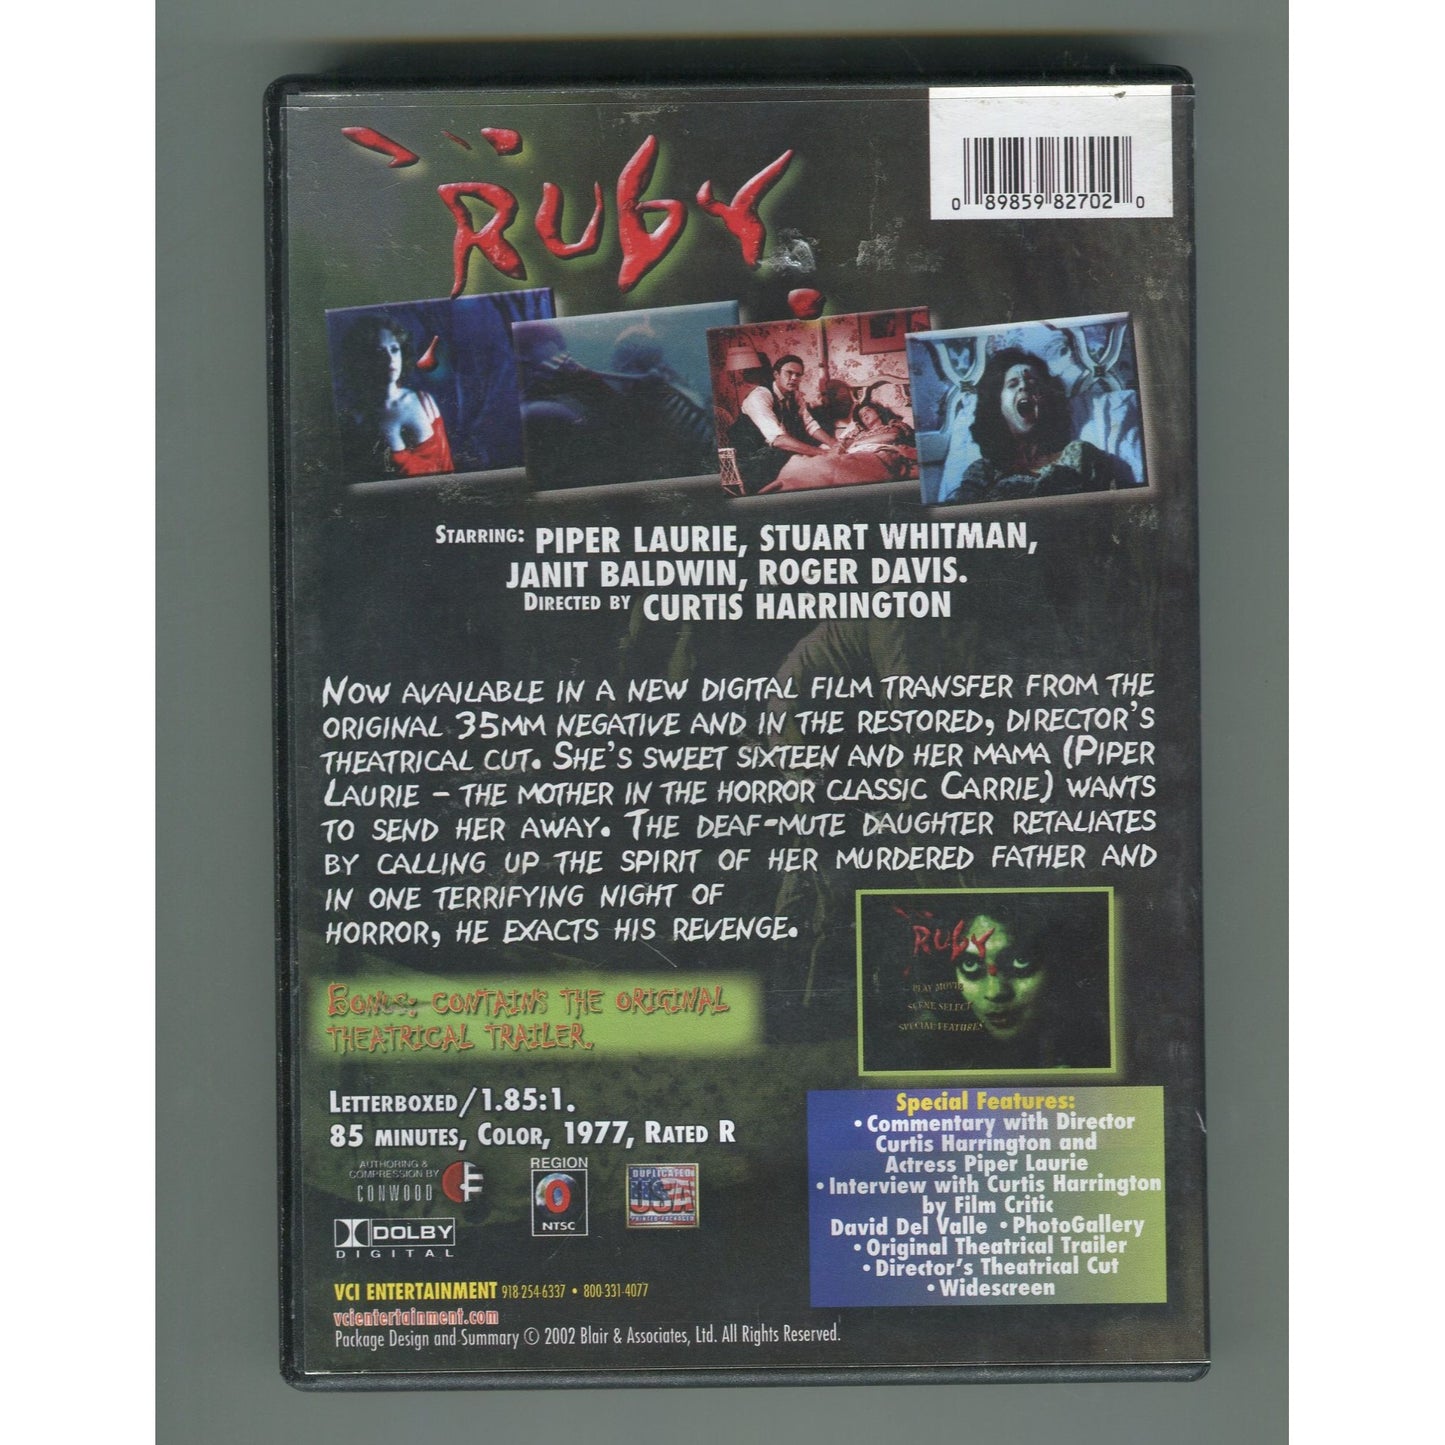 RUBY
0 89859 82702 0
STARRING: PIPER LAURIE, STUART WHITMAN,
JANIT BALDWIN, ROGER DAVIS.
DIRECTED BY CURTIS HARRINGTON
NOW AVAILABLE IN A NEW DIGITAL FILM TRANSFER FROM THE
ORIGINAL 35MM NEGATIVE AND IN THE RESTORED, DIRECTOR'S
THEATRICAL CUT. SHE'S SWEET SIXTEEN AND HER MAMA (PIPER
LAURIE – THE MOTHER IN THE HORROR CLASSIC CARRIE) WANTS
TO SEND HER AWAY. THE DEAF-MUTE DAUGHTER RETALIATES
BY CALLING UP THE SPIRIT OF HER MURDERED FATHER AND
IN ONE TERRIFYING NIGHT OF
HORROR, HE EXACTS HIS REVENGE.
RUBY
PLAY MOVIE
SCENE SELECT
SPECIAL FEATURES
BONUS: CONTAINS THE ORIGINAL
THEATRICAL TRAILER.
LETTERBOXED/1.85:1.
85 MINUTES, COLOR, 1977, RATED R
AUTHORING &
COMPRESSION BY
CONWOOD
REGION
0
NTSC
DUPLICATED
USA
PRINTED-PACKAGED
DOLBY
DIGITAL
Special Features:
• Commentary with Director
Curtis Harrington and
Actress Piper Laurie
• Interview with Curtis Harrington
by Film Critic
David Del Valle • PhotoGallery
• Original Theatrical Trailer
• Director's Theatrical Cut
• Widescreen
VCI ENTERTAINMENT 918-254-6337 • 800-331-4077
vcientertainment.com
Package Design and Summary © 2002 Blair & Associates, Ltd. All Rights Reserved.